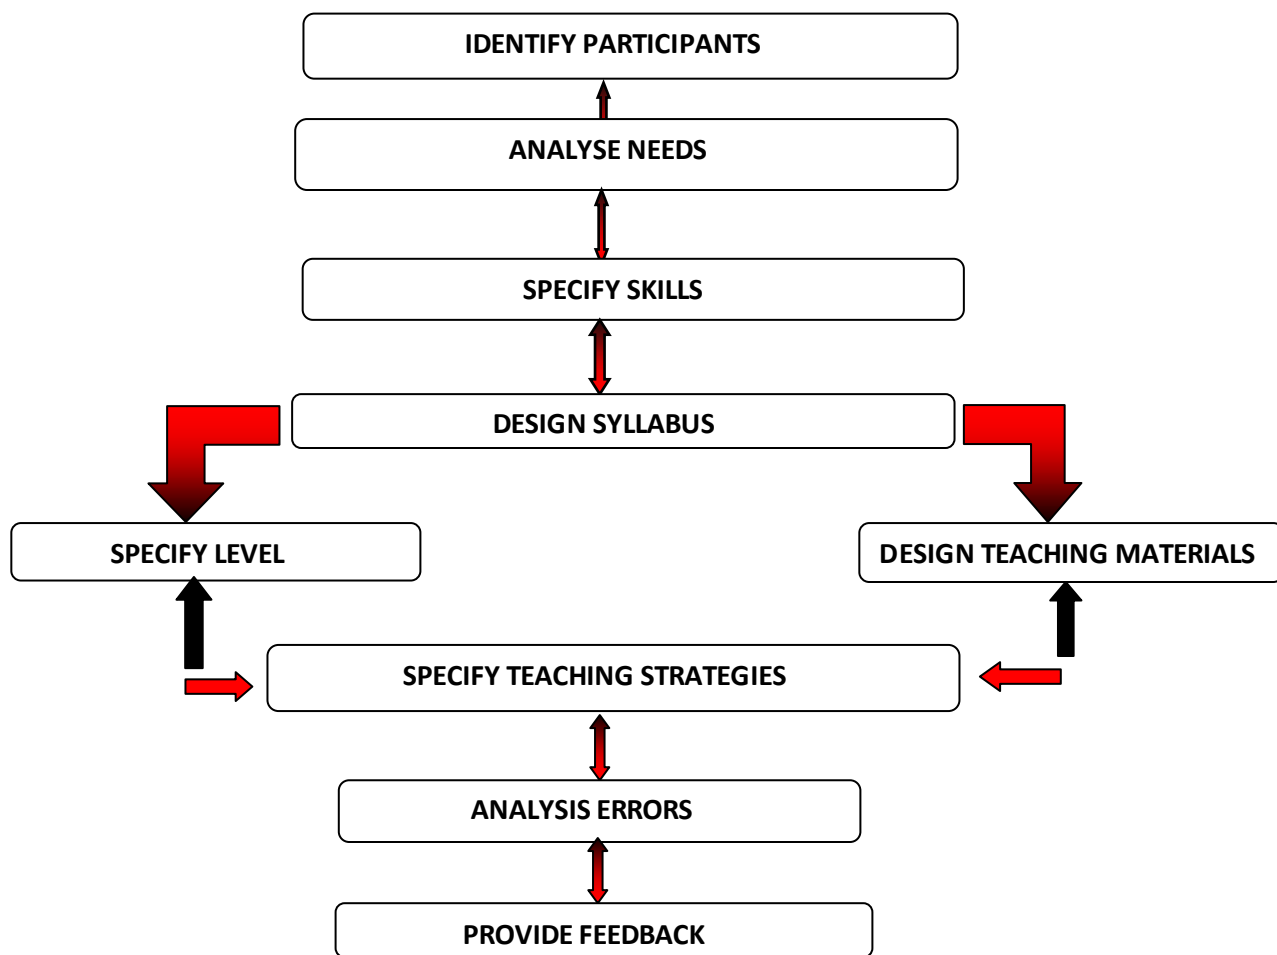 IDENTIFY PARTICIPANTS
ANALYSE NEEDS
SPECIFY SKILLS
DESIGN SYLLABUS
SPECIFY LEVEL
DESIGN TEACHING MATERIALS
SPECIFY TEACHING STRATEGIES
ANALYSIS ERRORS
PROVIDE FEEDBACK